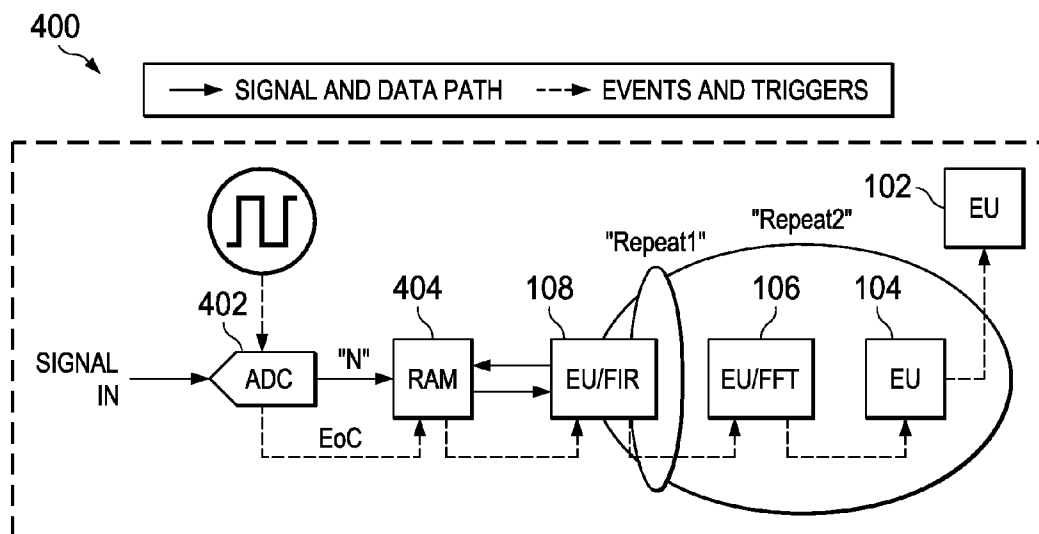 400
SIGNAL AND DATA PATH
EVENTS AND TRIGGERS
102
EU
"Repeat2"
"Repeat1"
402
404
108
106
104
SIGNAL
IN
ADC
"N"
RAM
EU/FIR
EU/FFT
EU
EoC